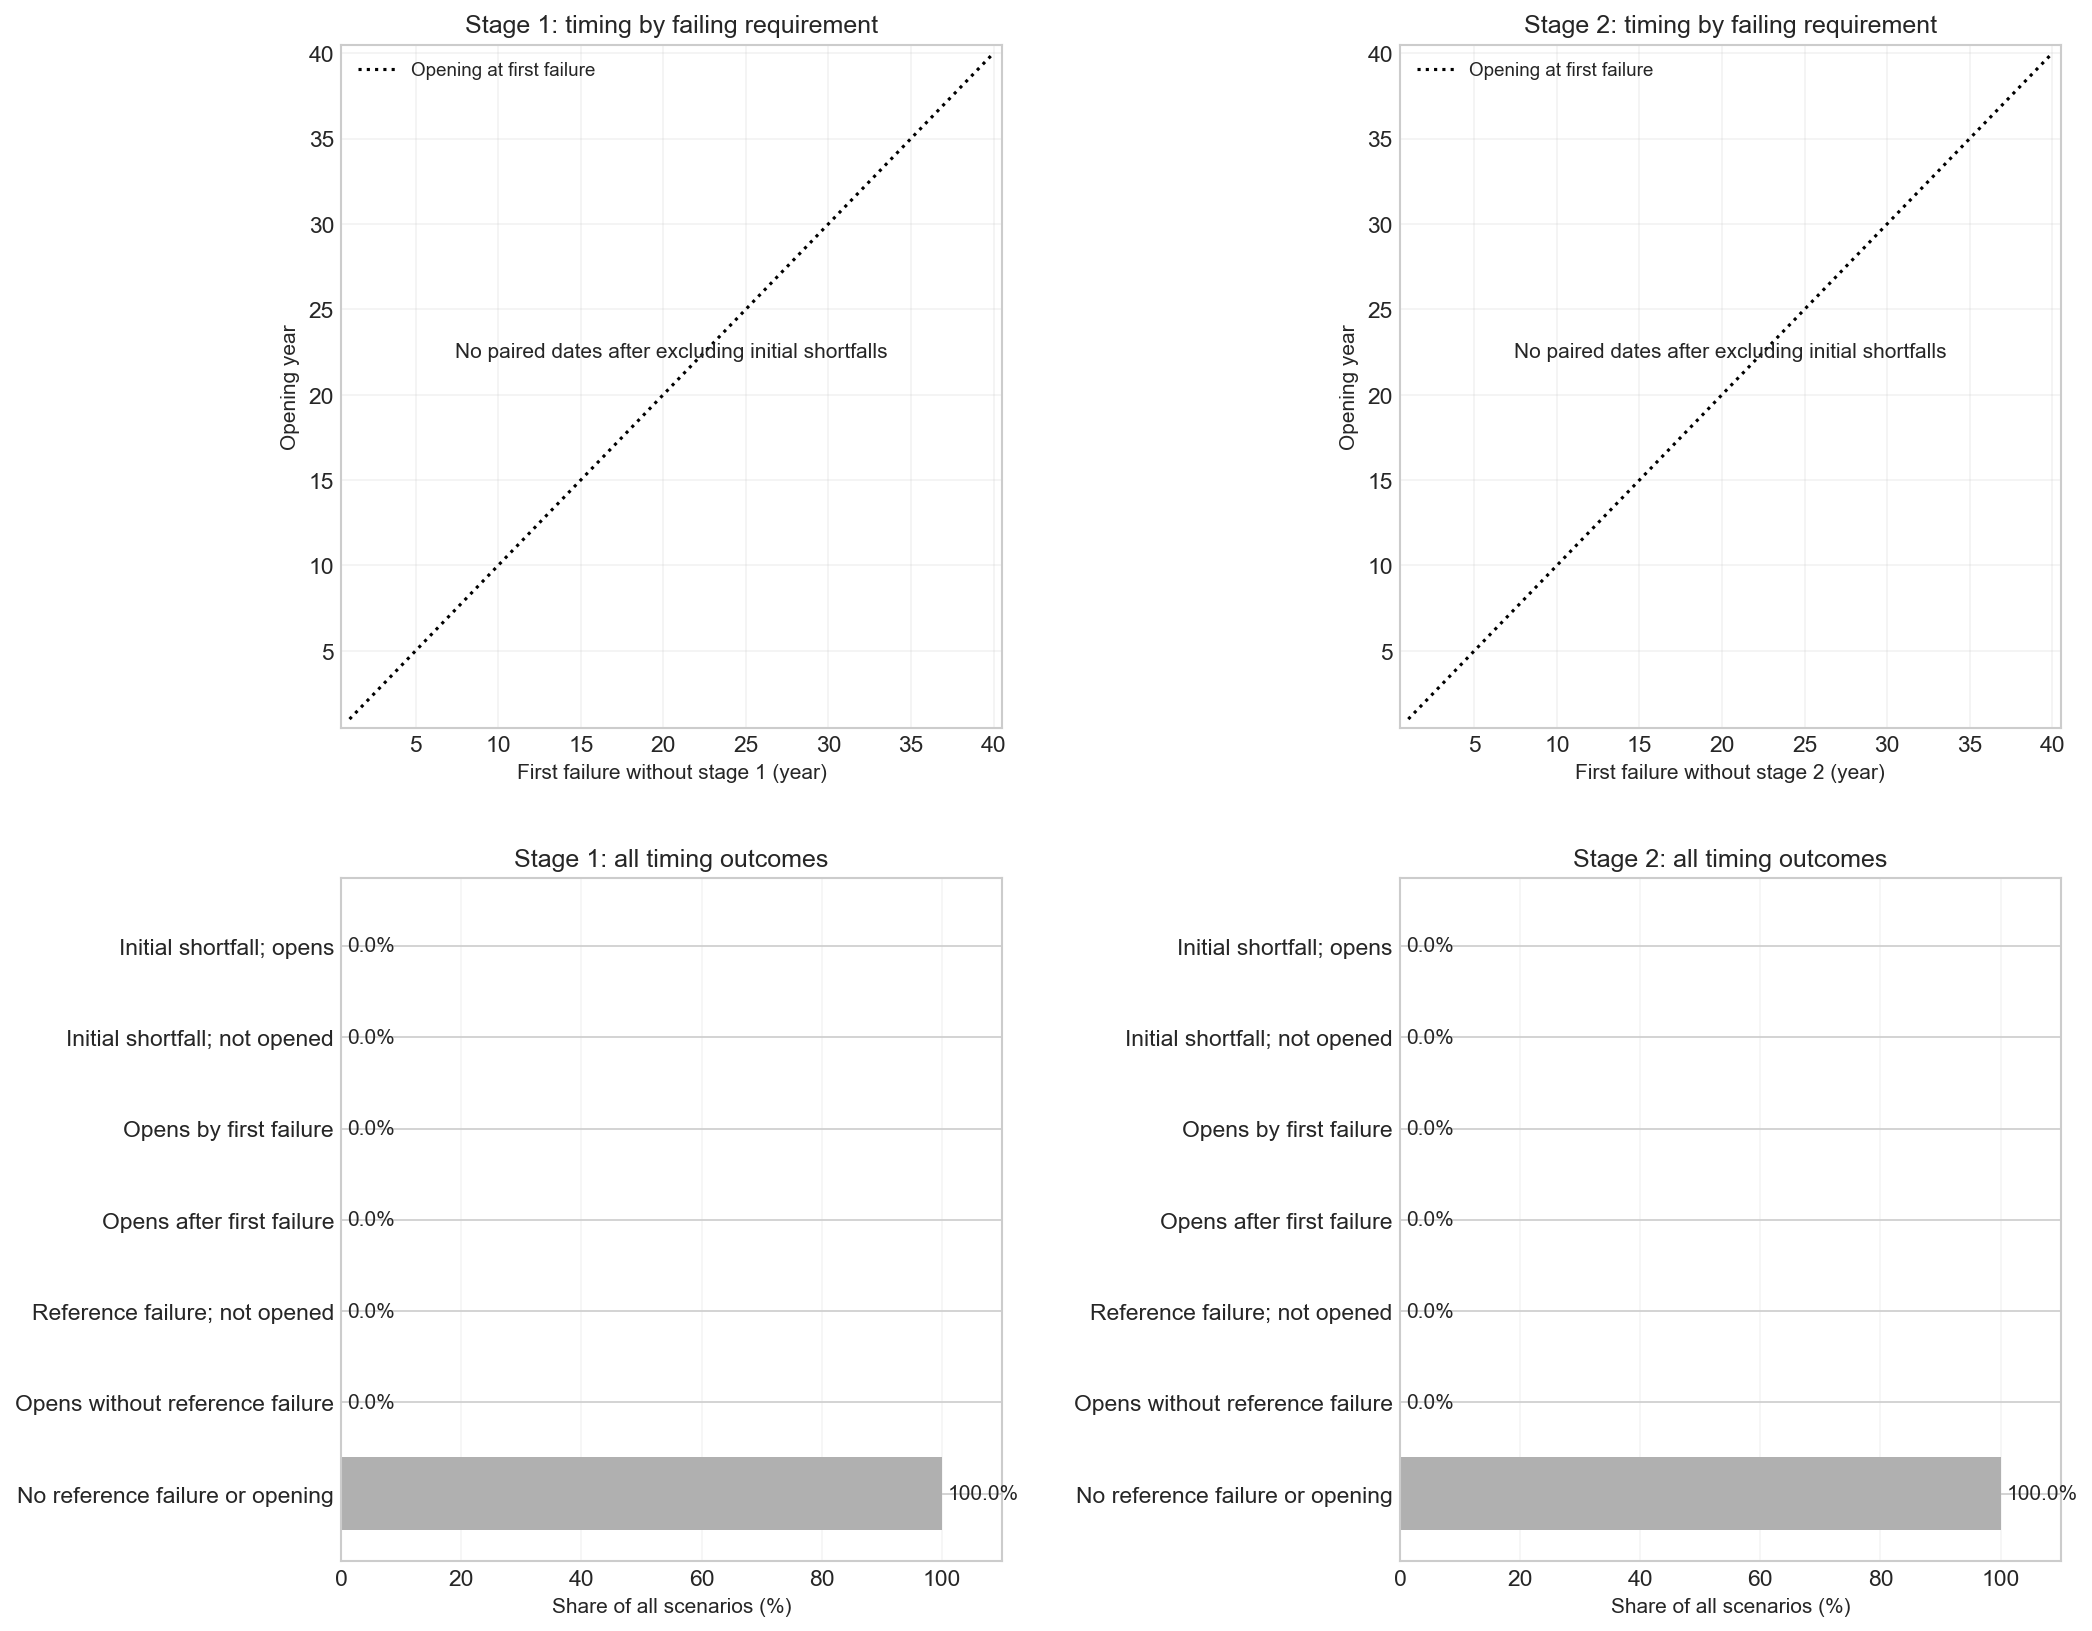 Stage 1: timing by failing requirement
Opening at first failure
No paired dates after excluding initial shortfalls
Opening year
40
35
30
25
20
15
10
5
5 10 15 20 25 30 35 40
First failure without stage 1 (year)
Stage 2: timing by failing requirement
Opening at first failure
No paired dates after excluding initial shortfalls
Opening year
40
35
30
25
20
15
10
5
5 10 15 20 25 30 35 40
First failure without stage 2 (year)
Stage 1: all timing outcomes
Initial shortfall; opens 0.0%
Initial shortfall; not opened 0.0%
Opens by first failure 0.0%
Opens after first failure 0.0%
Reference failure; not opened 0.0%
Opens without reference failure 0.0%
No reference failure or opening 100.0%
0 20 40 60 80 100
Share of all scenarios (%)
Stage 2: all timing outcomes
Initial shortfall; opens 0.0%
Initial shortfall; not opened 0.0%
Opens by first failure 0.0%
Opens after first failure 0.0%
Reference failure; not opened 0.0%
Opens without reference failure 0.0%
No reference failure or opening 100.0%
0 20 40 60 80 100
Share of all scenarios (%)